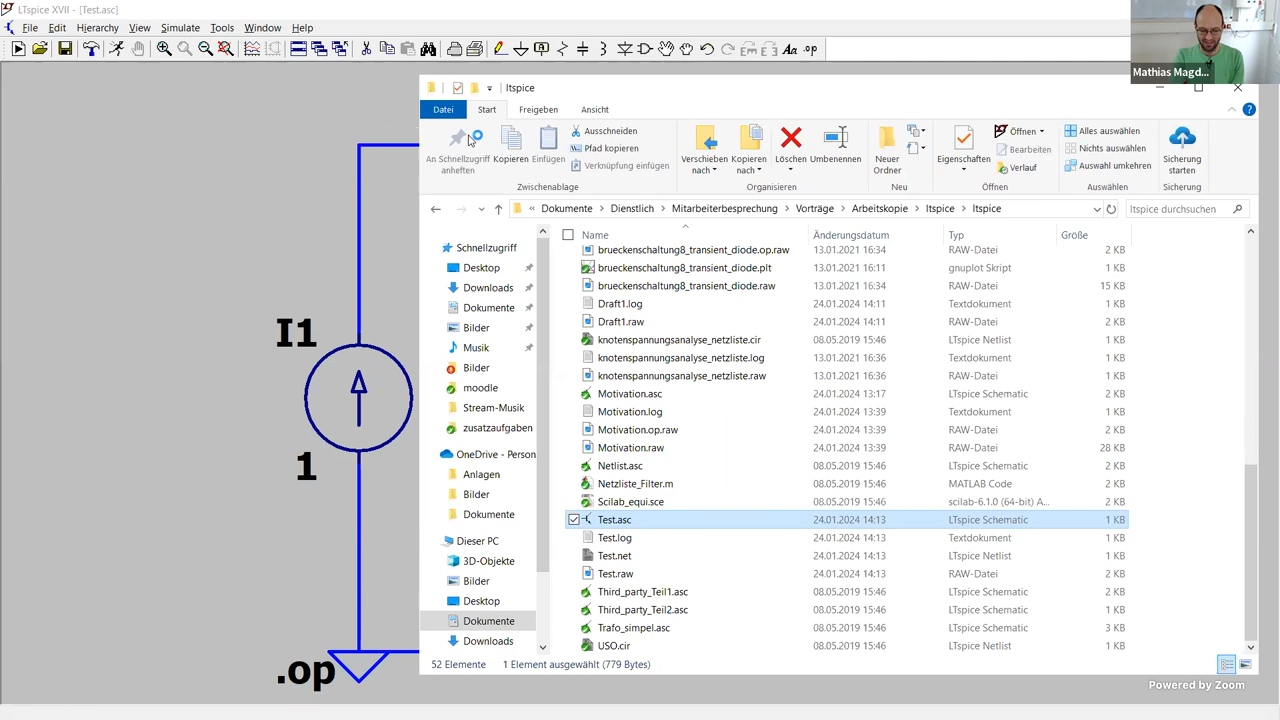 LTspice XVII - [Test.asc]
File Edit Hierarchy View Simulate Tools Window Help
Mathias Magd...
ltspice
Datei Start Freigeben Ansicht
An Schnellzugriff anheften
Kopieren
Einfügen
Ausschneiden
Pfad kopieren
Verknüpfung einfügen
Zwischenablage
Verschieben nach
Kopieren nach
Löschen
Umbenennen
Organisieren
Neuer Ordner
Neu
Eigenschaften
Öffnen
Bearbeiten
Verlauf
Öffnen
Alles auswählen
Nichts auswählen
Auswahl umkehren
Auswählen
Sicherung starten
Sicherung
« Dokumente > Dienstlich > Mitarbeiterbesprechung > Vorträge > Arbeitskopie > ltspice > ltspice
ltspice durchsuchen
Schnellzugriff
Desktop
Downloads
Dokumente
Bilder
Musik
Bilder
moodle
Stream-Musik
zusatzaufgaben
OneDrive - Person
Anlagen
Bilder
Dokumente
Dieser PC
3D-Objekte
Bilder
Desktop
Dokumente
Downloads
Name Änderungsdatum Typ Größe
brueckenschaltung8_transient_diode.op.raw 13.01.2021 16:34 RAW-Datei 2 KB
brueckenschaltung8_transient_diode.plt 13.01.2021 16:11 gnuplot Skript 1 KB
brueckenschaltung8_transient_diode.raw 13.01.2021 16:34 RAW-Datei 15 KB
Draft1.log 24.01.2024 14:11 Textdokument 1 KB
Draft1.raw 24.01.2024 14:11 RAW-Datei 1 KB
knotenspannungsanalyse_netzliste.cir 08.05.2019 15:46 LTspice Netlist 1 KB
knotenspannungsanalyse_netzliste.log 13.01.2021 16:36 Textdokument 1 KB
knotenspannungsanalyse_netzliste.raw 13.01.2021 16:36 RAW-Datei 1 KB
Motivation.asc 24.01.2024 13:17 LTspice Schematic 2 KB
Motivation.log 24.01.2024 13:39 Textdokument 1 KB
Motivation.op.raw 24.01.2024 13:39 RAW-Datei 2 KB
Motivation.raw 24.01.2024 13:39 RAW-Datei 28 KB
Netlist.asc 08.05.2019 15:46 LTspice Schematic 1 KB
Netzliste_Filter.m 08.05.2019 15:46 MATLAB Code 2 KB
Scilab_equi.sce 08.05.2019 15:46 scilab-6.1.0 (64-bit) A... 2 KB
Test.asc 24.01.2024 14:13 LTspice Schematic 1 KB
Test.log 24.01.2024 14:13 Textdokument 1 KB
Test.net 24.01.2024 14:13 LTspice Netlist 1 KB
Test.raw 24.01.2024 14:13 RAW-Datei 2 KB
Third_party_Teil1.asc 08.05.2019 15:46 LTspice Schematic 1 KB
Third_party_Teil2.asc 08.05.2019 15:46 LTspice Schematic 1 KB
Trafo_simpel.asc 08.05.2019 15:46 LTspice Schematic 3 KB
USO.cir 08.05.2019 15:46 LTspice Netlist 1 KB
52 Elemente 1 Element ausgewählt (779 Bytes)
I1
1
.op
Powered by Zoom